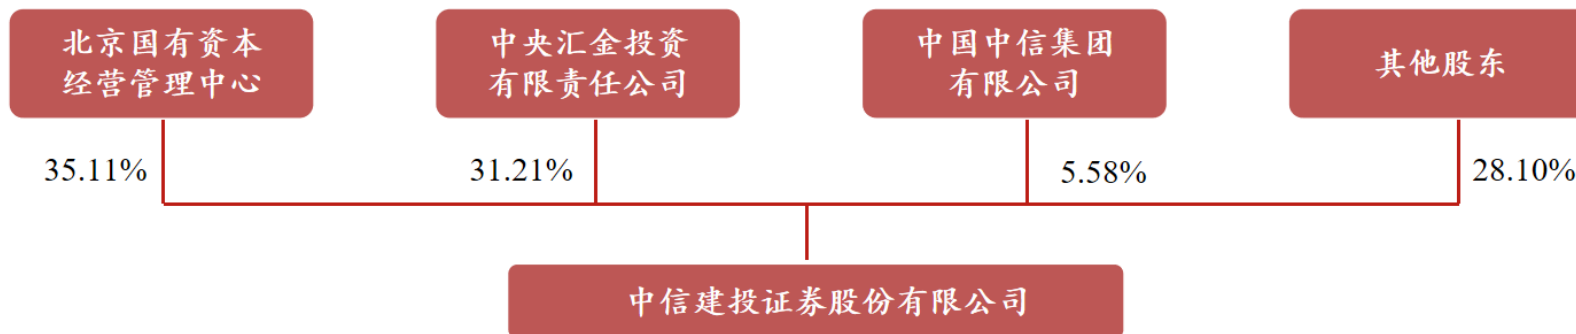 北京国有资本
经营管理中心
中央汇金投资
有限责任公司
中国中信集团
有限公司
其他股东
35.11%
31.21%
5.58%
28.10%
中信建投证券股份有限公司